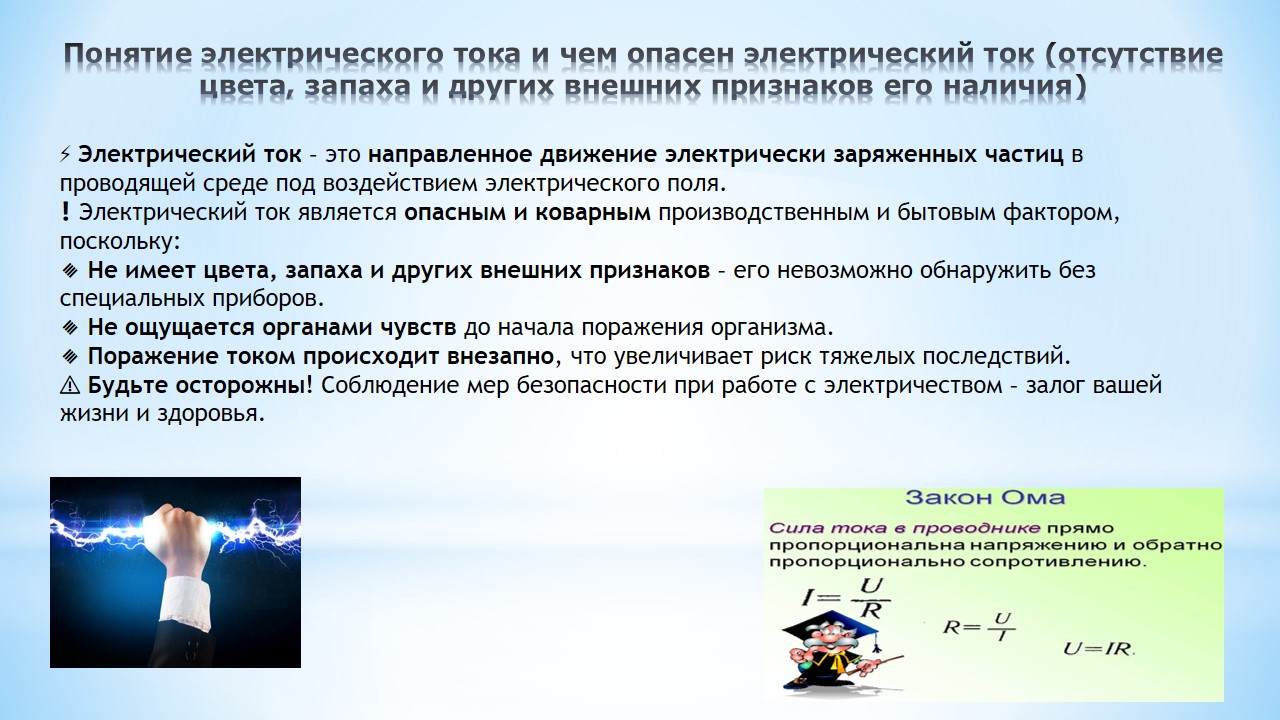 Понятие электрического тока и чем опасен электрический ток (отсутствие
цвета, запаха и других внешних признаков его наличия)
⚡ Электрический ток – это направленное движение электрически заряженных частиц в
проводящей среде под воздействием электрического поля.
❗ Электрический ток является опасным и коварным производственным и бытовым фактором,
поскольку:
🔹 Не имеет цвета, запаха и других внешних признаков – его невозможно обнаружить без
специальных приборов.
🔹 Не ощущается органами чувств до начала поражения организма.
🔹 Поражение током происходит внезапно, что увеличивает риск тяжелых последствий.
⚠ Будьте осторожны! Соблюдение мер безопасности при работе с электричеством – залог вашей
жизни и здоровья.
Закон Ома
Сила тока в проводнике прямо
пропорциональна напряжению и обратно
пропорционально сопротивлению.
I = U/R
R = U/I
U=IR.